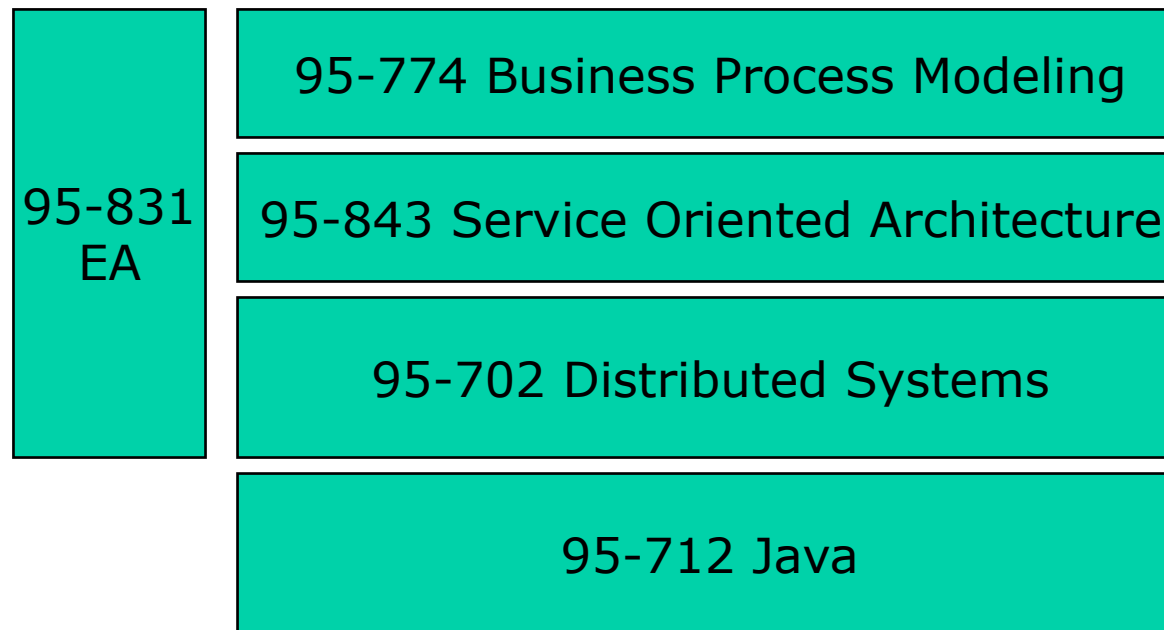 95-831
EA
95-774 Business Process Modeling
95-843 Service Oriented Architecture
95-702 Distributed Systems
95-712 Java